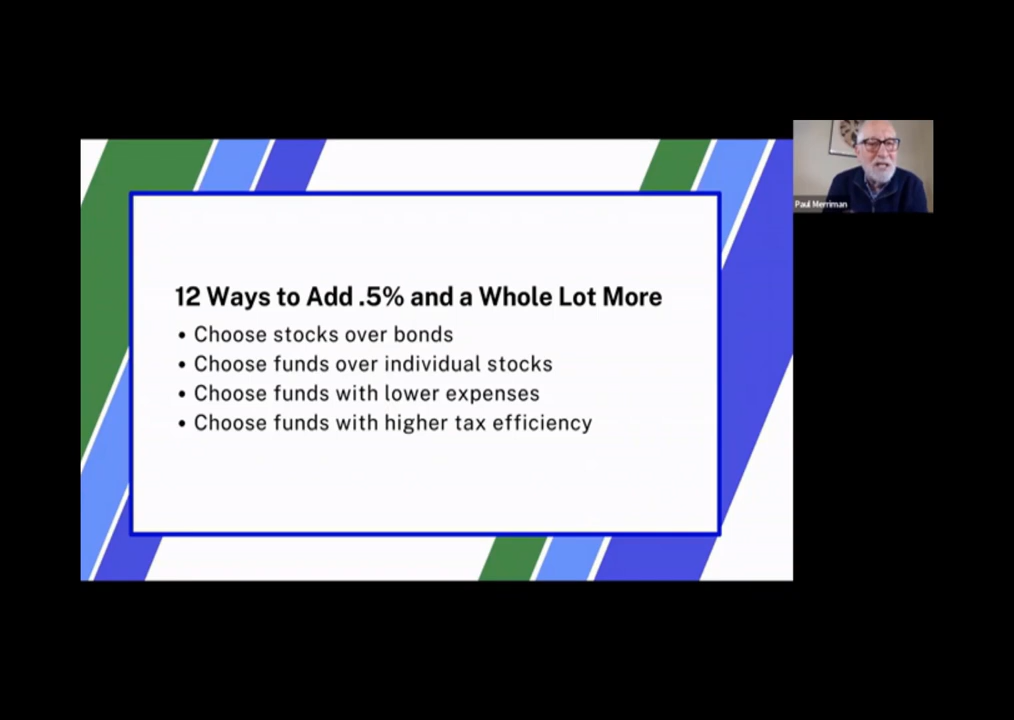 12 Ways to Add .5% and a Whole Lot More
• Choose stocks over bonds
• Choose funds over individual stocks
• Choose funds with lower expenses
• Choose funds with higher tax efficiency
Paul Merriman